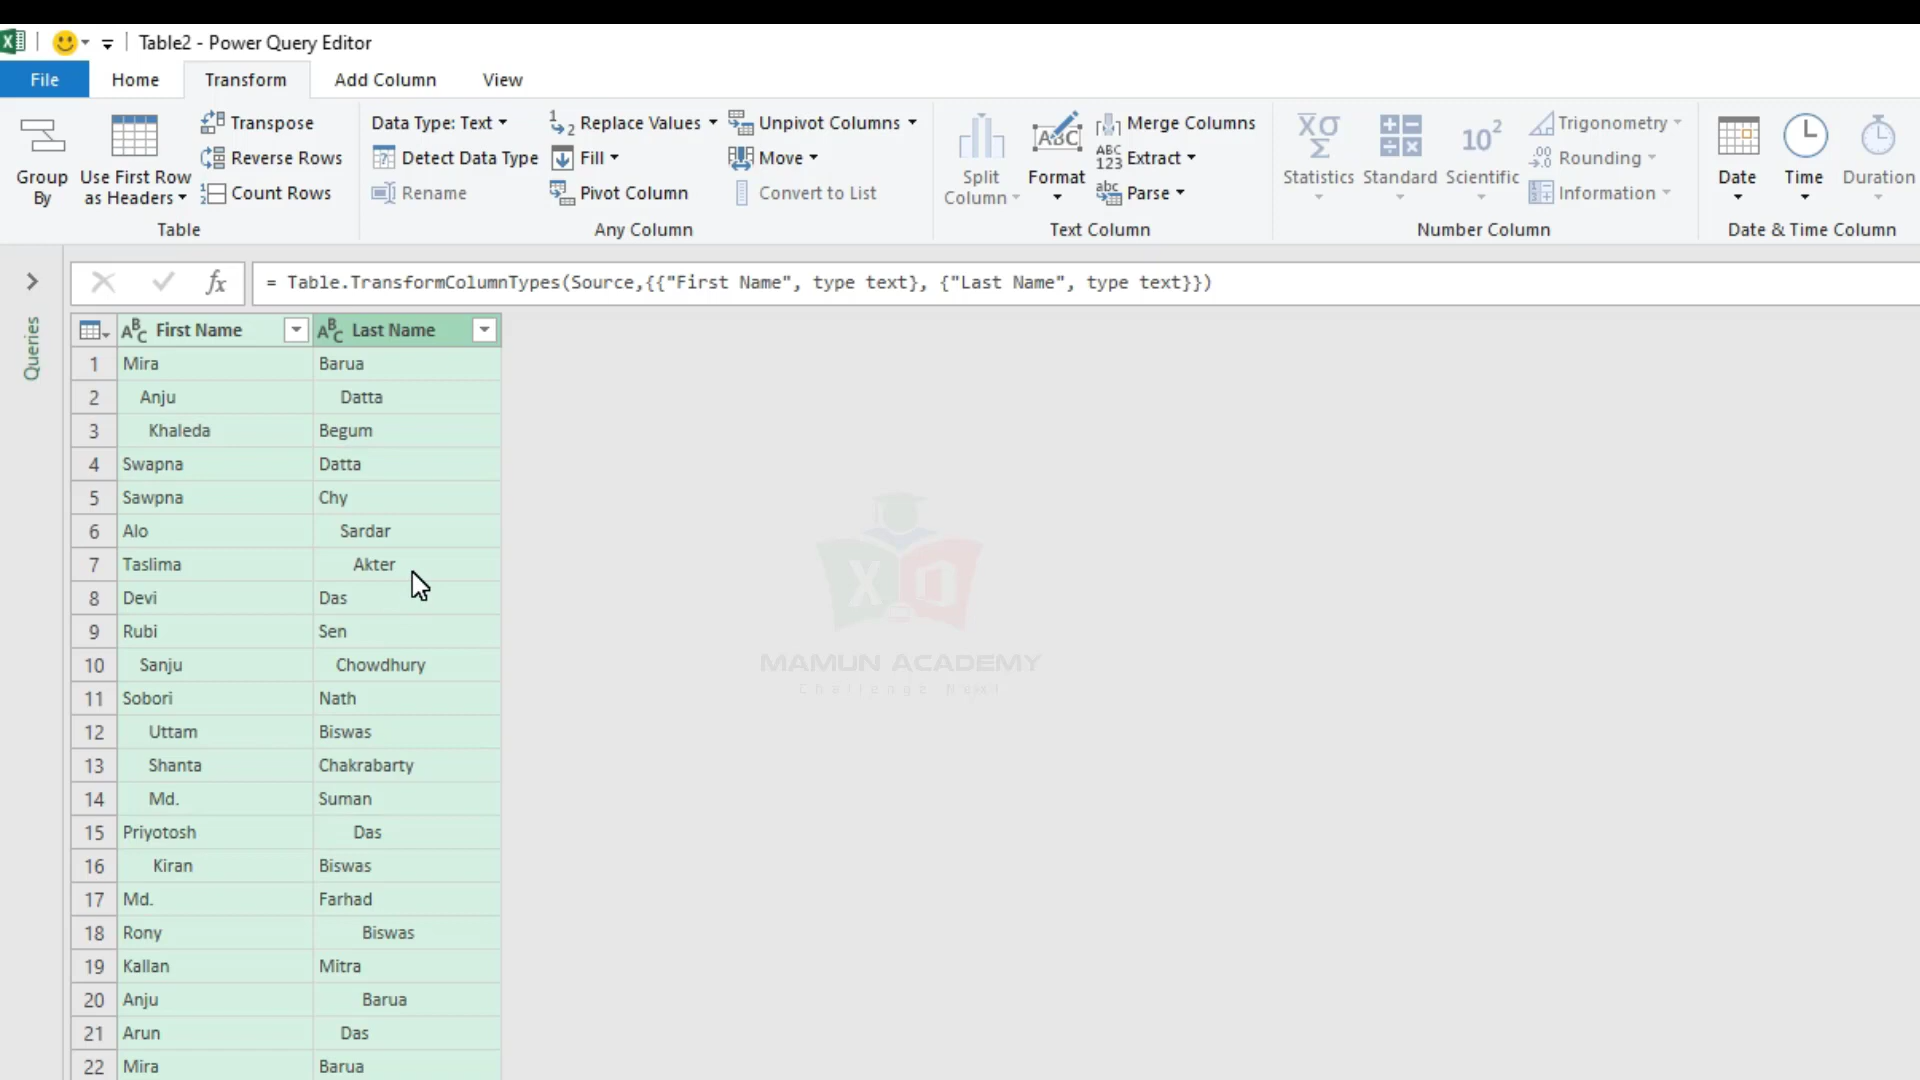 Table2 - Power Query Editor
File Home Transform Add Column View
Group By
Use First Row as Headers
Transpose
Reverse Rows
Count Rows
Table
Data Type: Text
Detect Data Type
Rename
Replace Values
Fill
Pivot Column
Unpivot Columns
Move
Convert to List
Any Column
Split Column
Format
Merge Columns
Extract
Parse
Text Column
Statistics
Standard
Scientific
Trigonometry
Rounding
Information
Number Column
Date
Time
Duration
Date & Time Column
fx = Table.TransformColumnTypes(Source,{{"First Name", type text}, {"Last Name", type text}})
Queries
First Name Last Name
1 Mira Barua
2 Anju Datta
3 Khaleda Begum
4 Swapna Datta
5 Sawpna Chy
6 Alo Sardar
7 Taslima Akter
8 Devi Das
9 Rubi Sen
10 Sanju Chowdhury
11 Sobori Nath
12 Uttam Biswas
13 Shanta Chakrabarty
14 Md. Suman
15 Priyotosh Das
16 Kiran Biswas
17 Md. Farhad
18 Rony Biswas
19 Kallan Mitra
20 Anju Barua
21 Arun Das
22 Mira Barua
MAMUN ACADEMY
Challenge Next